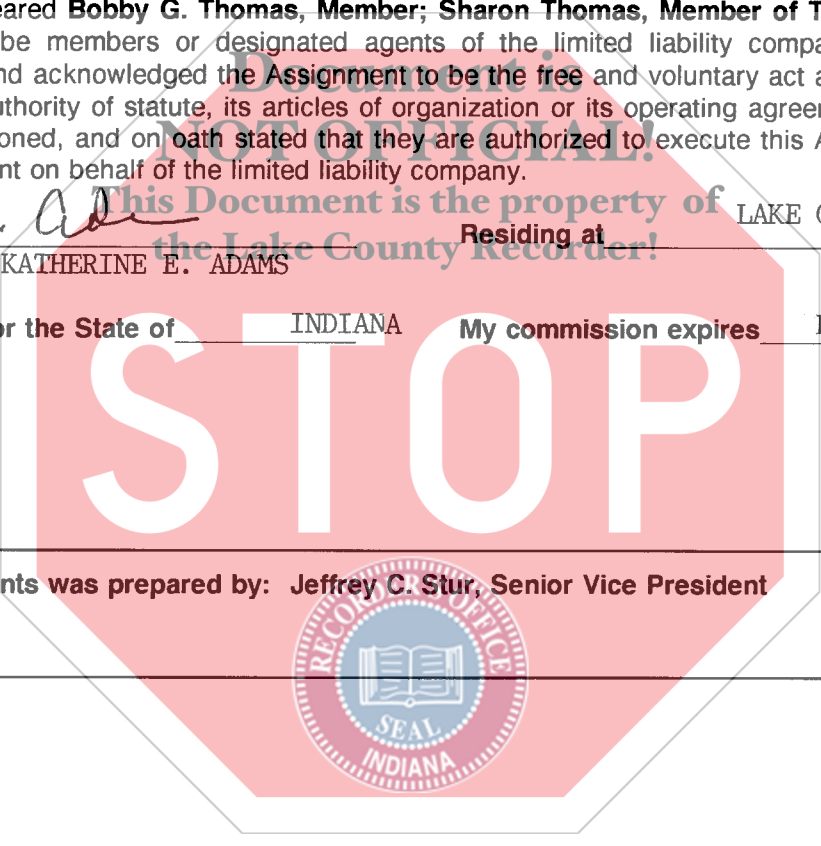 eared Bobby G. Thomas, Member; Sharon Thomas, Member of T
be members or designated agents of the limited liability compa
Document is
nd acknowledged the Assignment to be the free and voluntary act a
uthority of statute, its articles of organization or its operating agreer
NOT OFFICIAL!
oned, and on oath stated that they are authorized to execute this A
nt on behalf of the limited liability company.
This Document is the property of
the Lake County Recorder!
Residing at LAKE C
KATHERINE E. ADAMS
or the State of INDIANA My commission expires
STOP
nts was prepared by: Jeffrey C. Stur, Senior Vice President
RECORDER'S OFFICE
SEAL
INDIANA